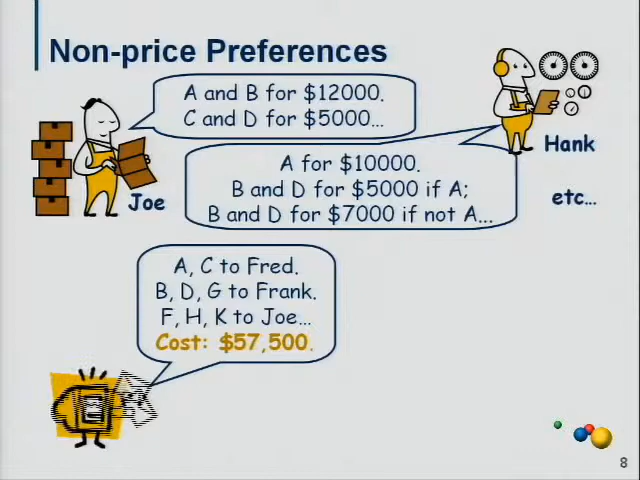 Non-price Preferences
A and B for $12000.
C and D for $5000...
Joe
A for $10000.
B and D for $5000 if A;
B and D for $7000 if not A...
Hank
etc...
A, C to Fred.
B, D, G to Frank.
F, H, K to Joe...
Cost: $57,500.
8